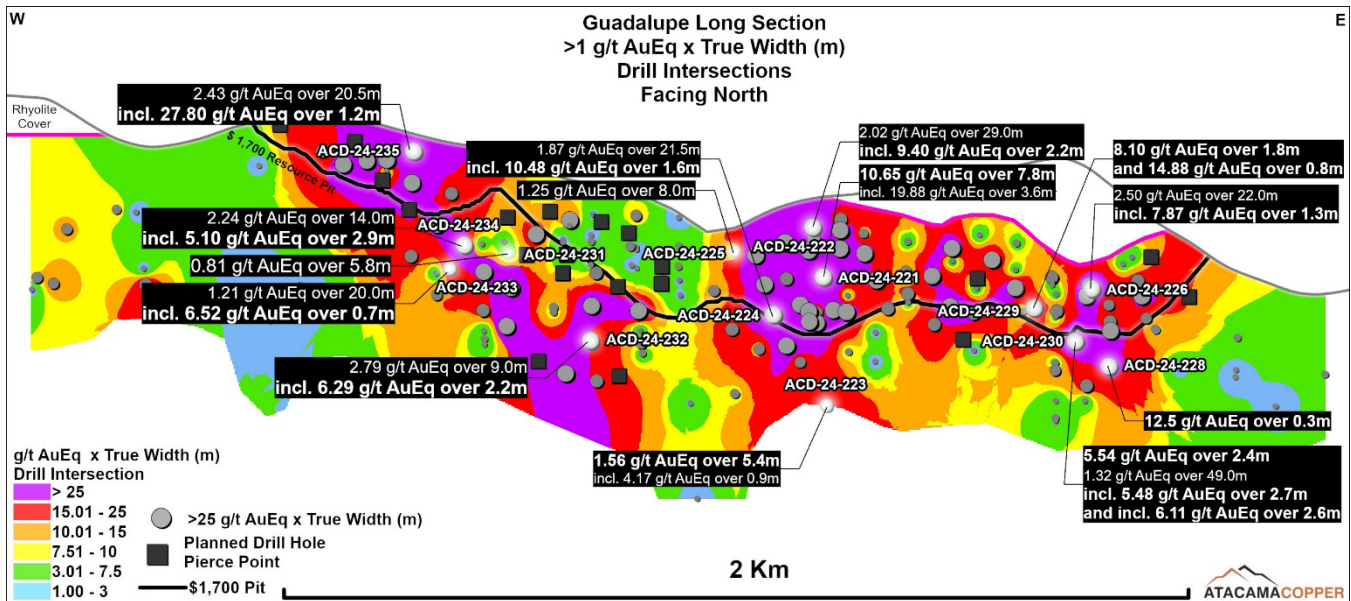 W
E
Guadalupe Long Section
>1 g/t AuEq x True Width (m)
Drill Intersections
Facing North
Rhyolite
Cover
$ 1,700 Resource Pit
2.43 g/t AuEq over 20.5m
incl. 27.80 g/t AuEq over 1.2m
ACD-24-235
1.87 g/t AuEq over 21.5m
incl. 10.48 g/t AuEq over 1.6m
1.25 g/t AuEq over 8.0m
2.02 g/t AuEq over 29.0m
incl. 9.40 g/t AuEq over 2.2m
10.65 g/t AuEq over 7.8m
incl. 19.88 g/t AuEq over 3.6m
8.10 g/t AuEq over 1.8m
and 14.88 g/t AuEq over 0.8m
2.50 g/t AuEq over 22.0m
incl. 7.87 g/t AuEq over 1.3m
2.24 g/t AuEq over 14.0m
incl. 5.10 g/t AuEq over 2.9m
0.81 g/t AuEq over 5.8m
1.21 g/t AuEq over 20.0m
incl. 6.52 g/t AuEq over 0.7m
ACD-24-234
ACD-24-231
ACD-24-233
ACD-24-225
ACD-24-222
ACD-24-221
ACD-24-224
ACD-24-232
ACD-24-229
ACD-24-226
ACD-24-230
ACD-24-228
ACD-24-223
2.79 g/t AuEq over 9.0m
incl. 6.29 g/t AuEq over 2.2m
1.56 g/t AuEq over 5.4m
incl. 4.17 g/t AuEq over 0.9m
12.5 g/t AuEq over 0.3m
5.54 g/t AuEq over 2.4m
1.32 g/t AuEq over 49.0m
incl. 5.48 g/t AuEq over 2.7m
and incl. 6.11 g/t AuEq over 2.6m
g/t AuEq x True Width (m)
Drill Intersection
> 25
15.01 - 25
10.01 - 15
7.51 - 10
3.01 - 7.5
1.00 - 3
>25 g/t AuEq x True Width (m)
Planned Drill Hole
Pierce Point
$1,700 Pit
2 Km
ATACAMACOPPER